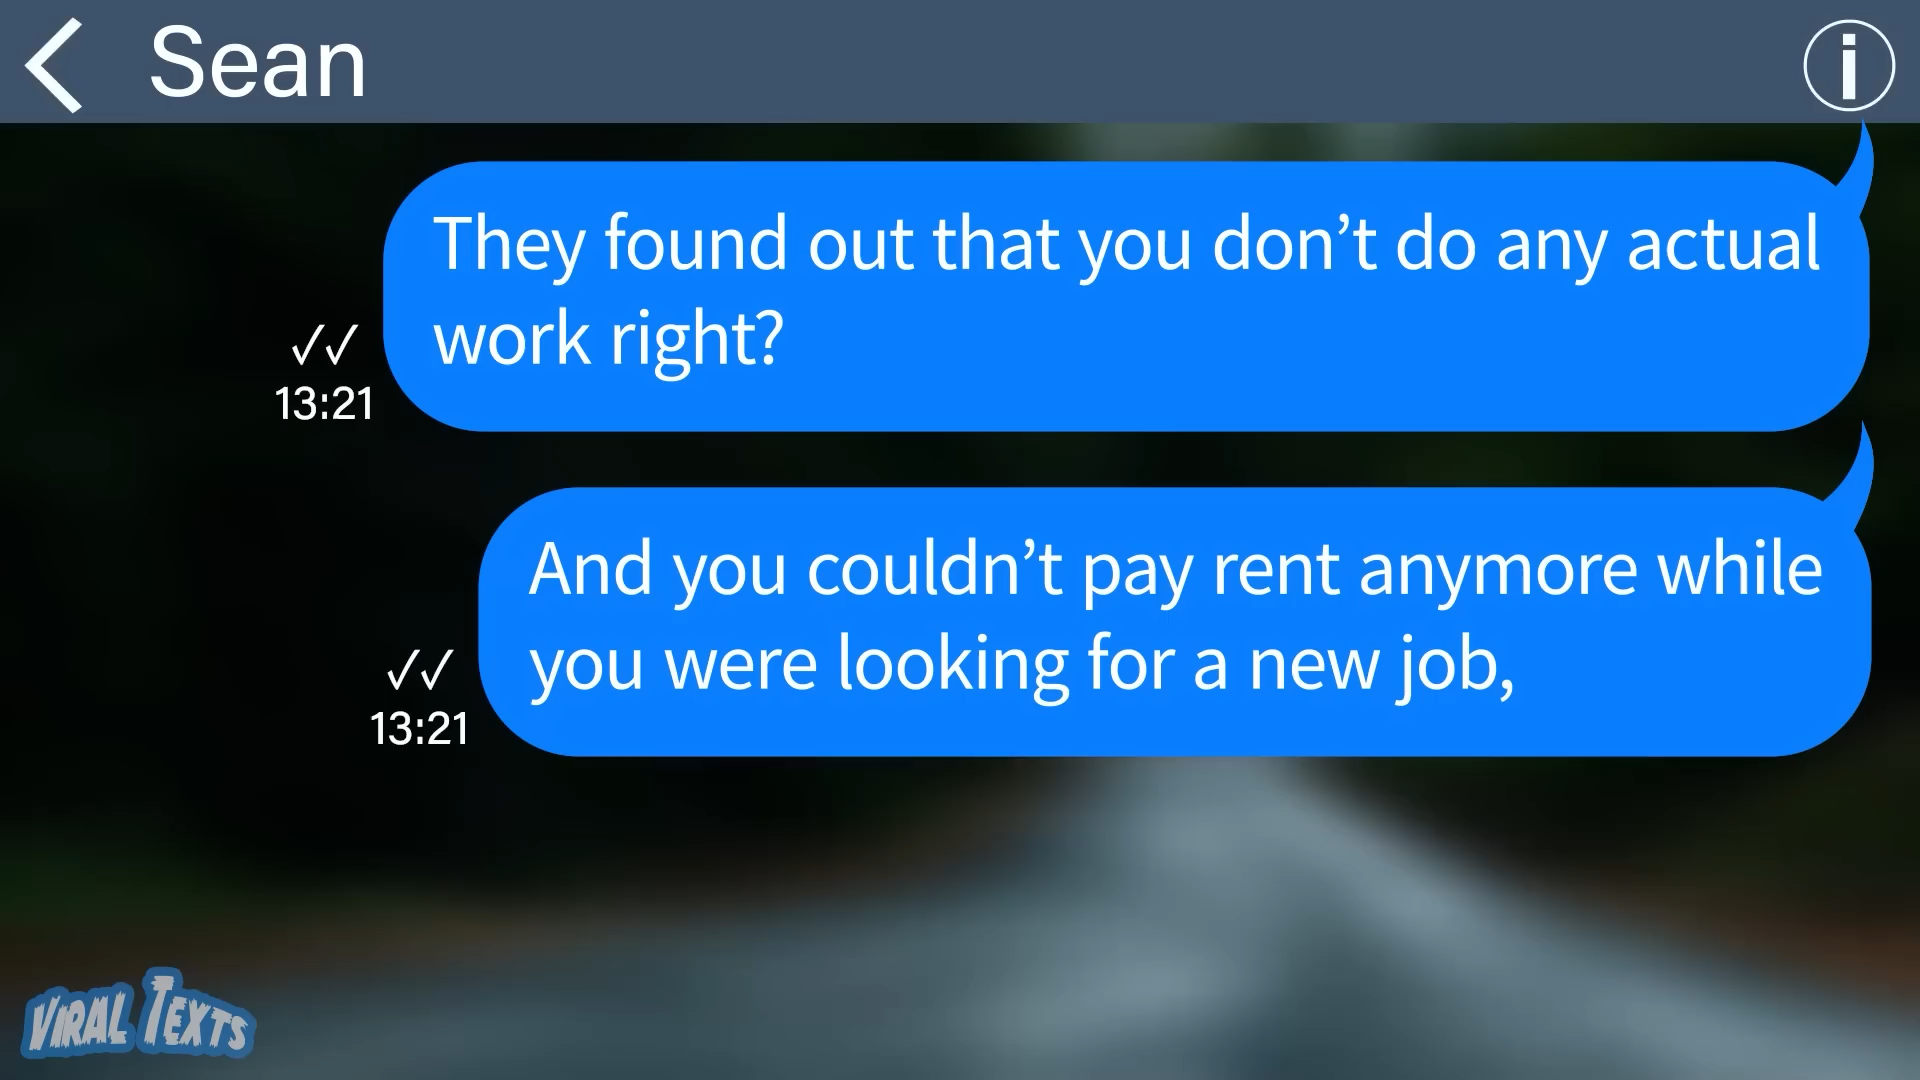 Sean
They found out that you don’t do any actual
work right?
✓✓
13:21
And you couldn’t pay rent anymore while
you were looking for a new job,
✓✓
13:21
VIRAL TEXTS